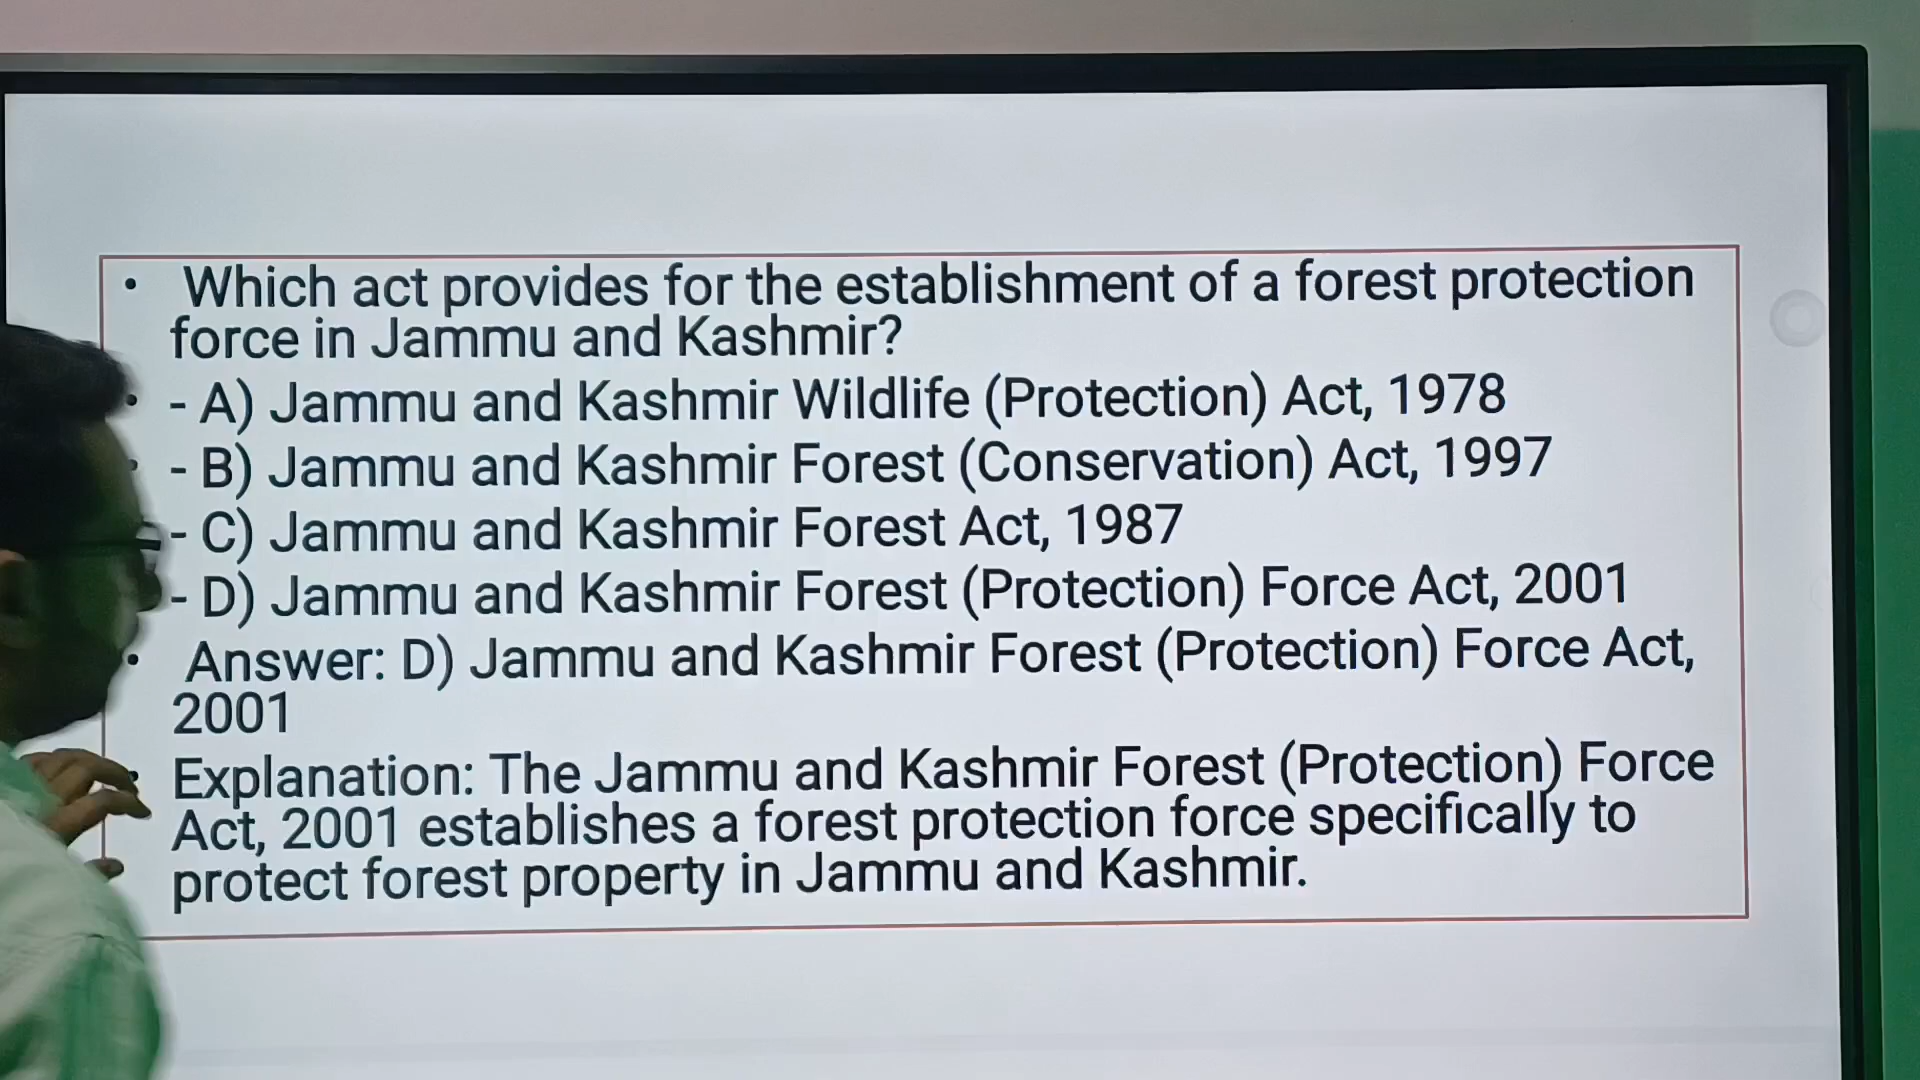 • Which act provides for the establishment of a forest protection
force in Jammu and Kashmir?
• - A) Jammu and Kashmir Wildlife (Protection) Act, 1978
• - B) Jammu and Kashmir Forest (Conservation) Act, 1997
- C) Jammu and Kashmir Forest Act, 1987
- D) Jammu and Kashmir Forest (Protection) Force Act, 2001
• Answer: D) Jammu and Kashmir Forest (Protection) Force Act,
2001
• Explanation: The Jammu and Kashmir Forest (Protection) Force
Act, 2001 establishes a forest protection force specifically to
protect forest property in Jammu and Kashmir.